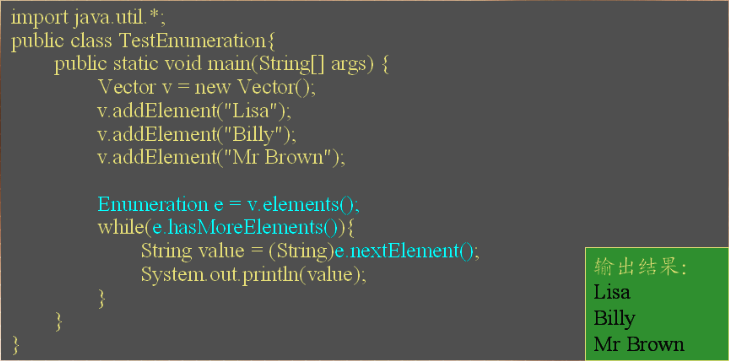 import java.util.*;
public class TestEnumeration{
public static void main(String[] args) {
Vector v = new Vector();
v.addElement("Lisa");
v.addElement("Billy");
v.addElement("Mr Brown");
Enumeration e = v.elements();
while(e.hasMoreElements()){
String value = (String)e.nextElement();
System.out.println(value);
}
}
}
输出结果:
Lisa
Billy
Mr Brown